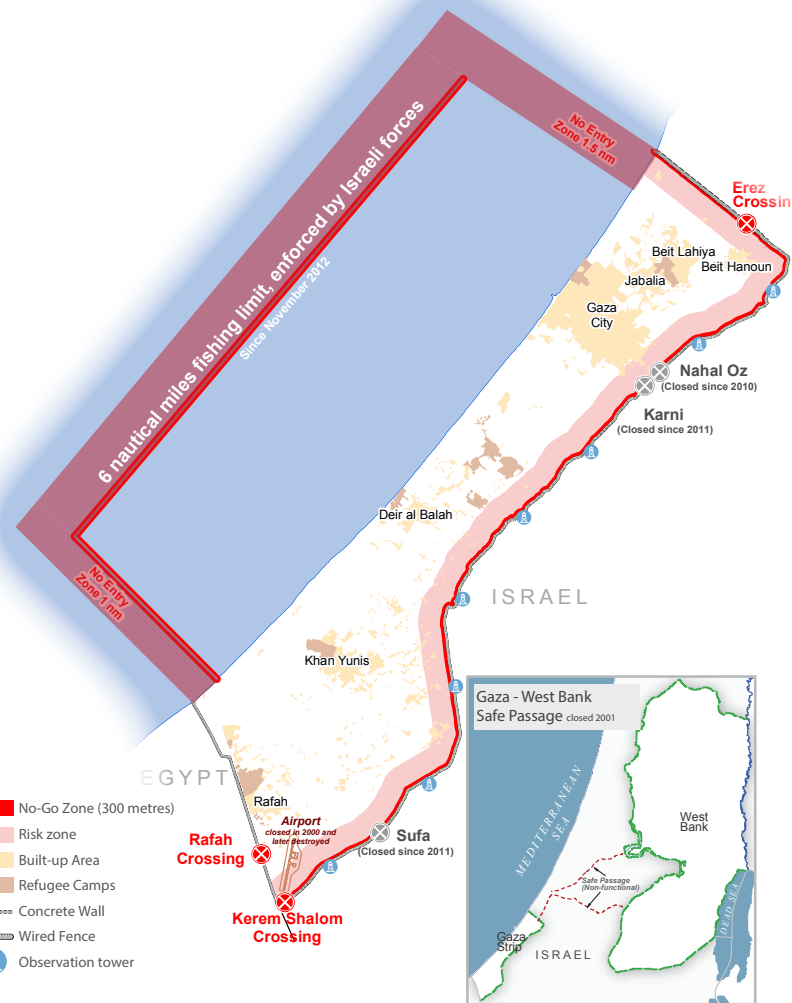 No Entry
Zone 1.5 nm
6 nautical miles fishing limit, enforced by Israeli forces
Since November 2012
Erez
Crossin
Beit Lahiya
Beit Hanoun
Jabalia
Gaza
City
Nahal Oz
(Closed since 2010)
Karni
(Closed since 2011)
Deir al Balah
No Entry
Zone 1 nm
ISRAEL
Khan Yunis
EGYPT
Rafah
Airport
closed in 2000 and
later destroyed
Sufa
(Closed since 2011)
Rafah
Crossing
Kerem Shalom
Crossing
No-Go Zone (300 metres)
Risk zone
Built-up Area
Refugee Camps
Concrete Wall
Wired Fence
Observation tower
Gaza - West Bank
Safe Passage closed 2001
MEDITERRANEAN
SEA
West
Bank
Safe Passage
(Non-functional)
DEAD SEA
Gaza
Strip
ISRAEL